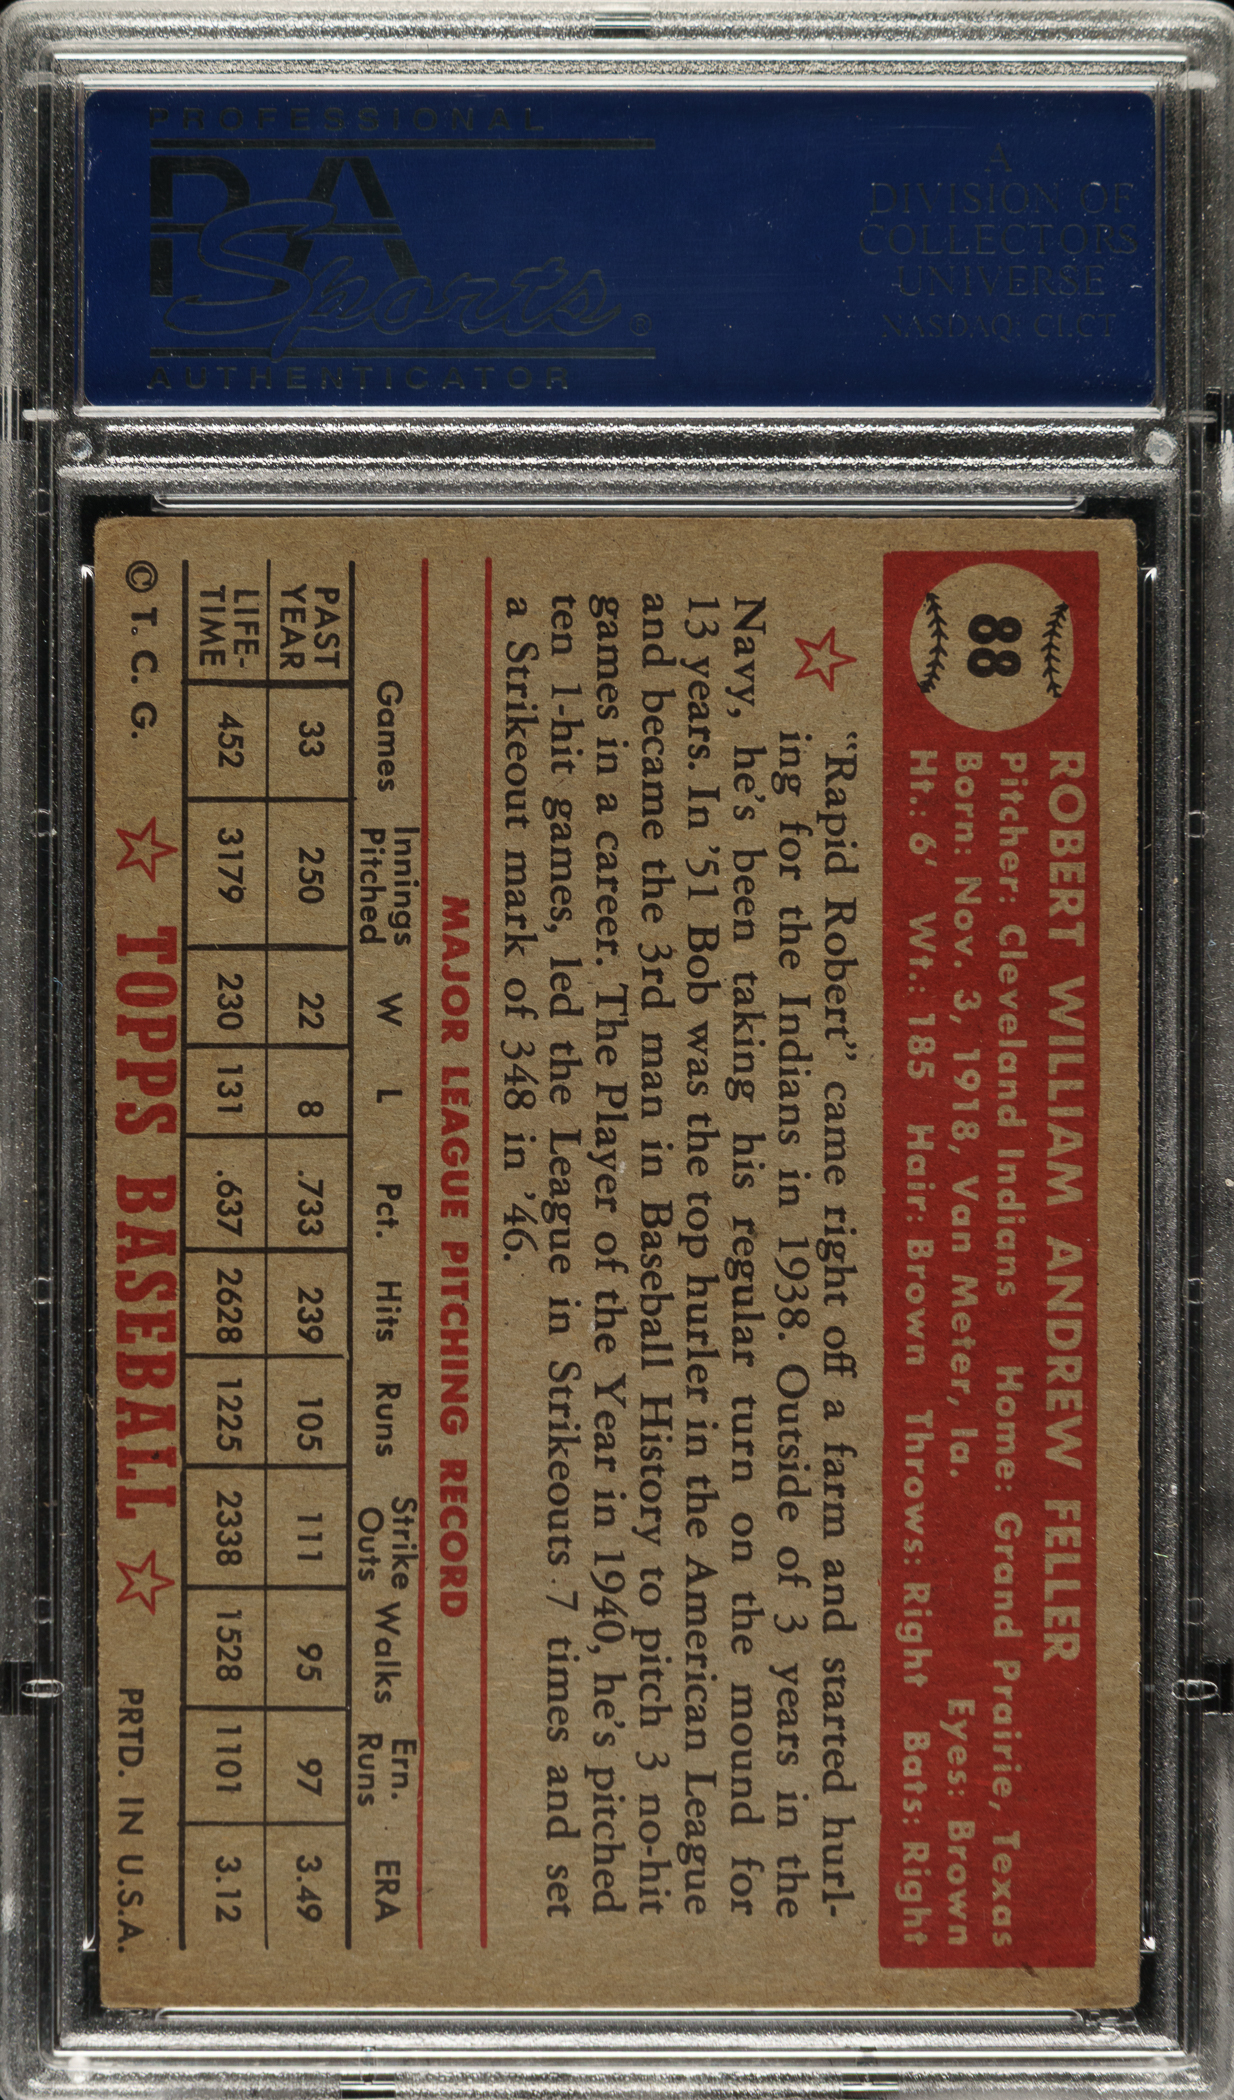 PROFESSIONAL
PSA
Sports ®
AUTHENTICATOR
A
DIVISION OF
COLLECTORS
UNIVERSE
NASDAQ: CLCT
88
ROBERT WILLIAM ANDREW FELLER
Pitcher: Cleveland Indians Home: Grand Prairie, Texas
Born: Nov. 3, 1918, Van Meter, Ia. Eyes: Brown
Ht.: 6' Wt.: 185 Hair: Brown Throws: Right Bats: Right
"Rapid Robert" came right off a farm and started hurl-
ing for the Indians in 1938. Outside of 3 years in the
Navy, he's been taking his regular turn on the mound for
13 years. In '51 Bob was the top hurler in the American League
and became the 3rd man in Baseball History to pitch 3 no-hit
games in a career. The Player of the Year in 1940, he's pitched
ten 1-hit games, led the League in Strikeouts 7 times and set
a Strikeout mark of 348 in '46.
MAJOR LEAGUE PITCHING RECORD
Games Innings Pitched W L Pct. Hits Runs Strike Outs Walks Ern. Runs ERA
PAST YEAR 33 250 22 8 .733 239 105 111 95 97 3.49
LIFE-TIME 452 3179 230 131 .637 2628 1225 2338 1528 1101 3.12
© T. C. G. TOPPS BASEBALL PRTD. IN U.S.A.